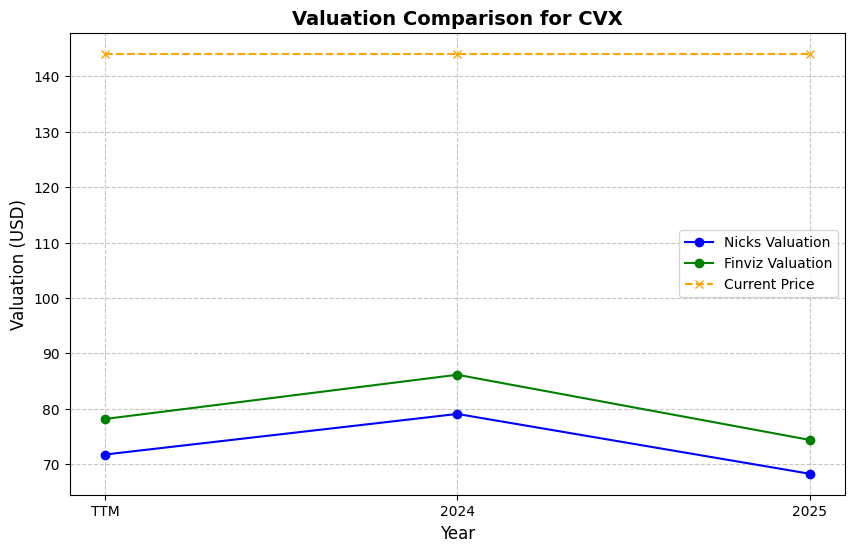 Valuation Comparison for CVX
Valuation (USD)
140
130
120
110
100
90
80
70
Nicks Valuation
Finviz Valuation
Current Price
TTM
2024
2025
Year